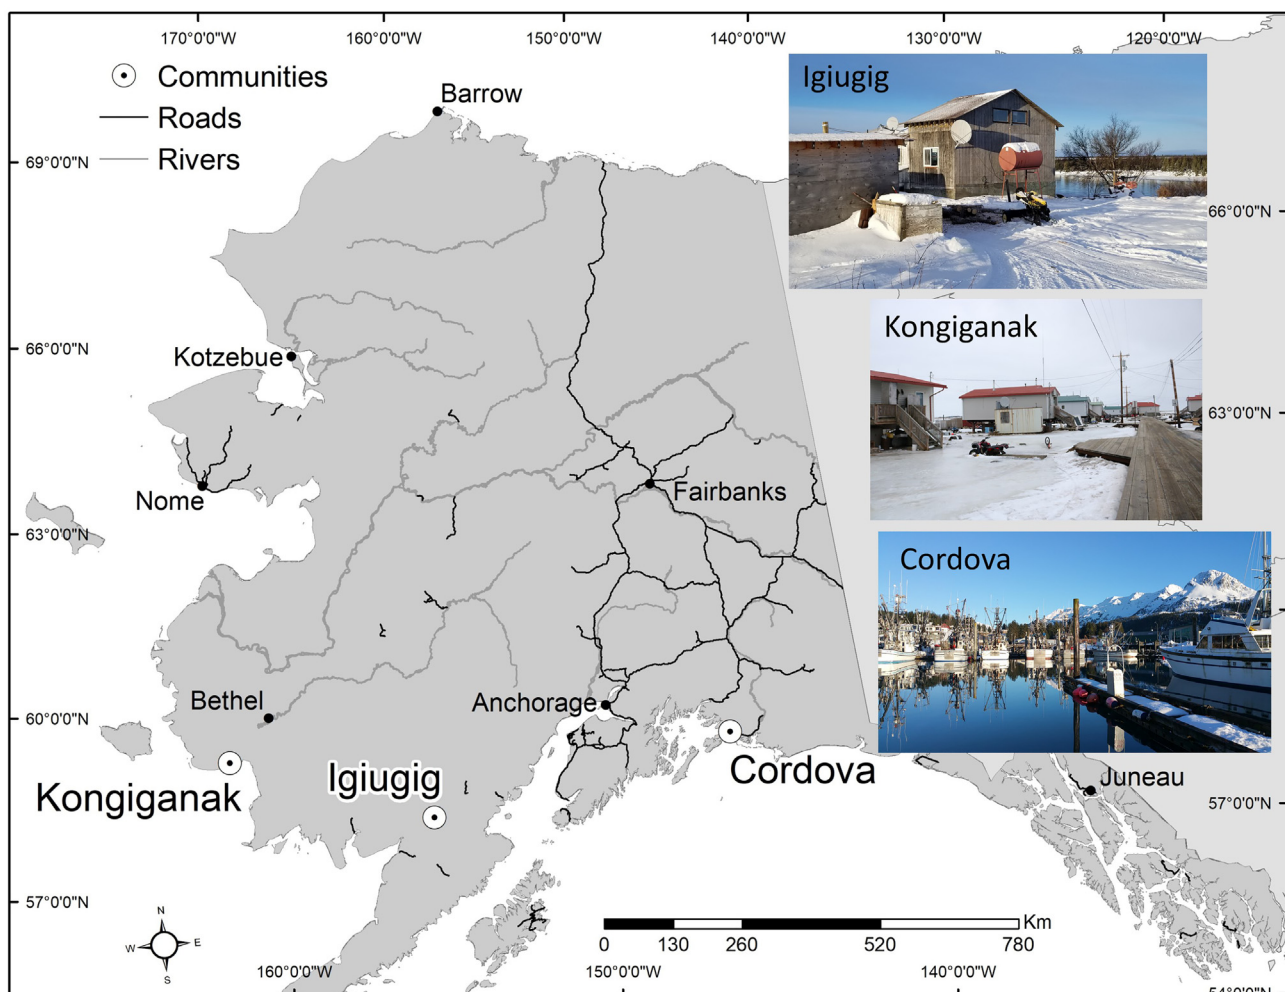 170°0'0"W 160°0'0"W 150°0'0"W 140°0'0"W 130°0'0"W 120°0'0"W
Communities
Roads
Rivers
Barrow
Igiugig
69°0'0"N
66°0'0"N
Kongiganak
66°0'0"N
Kotzebue
63°0'0"N
Nome
Fairbanks
63°0'0"N
Cordova
Bethel
Anchorage
60°0'0"N
Kongiganak
Igiugig
Cordova
Juneau
57°0'0"N
57°0'0"N
N
W E
S
Km
0 130 260 520 780
160°0'0"W 150°0'0"W 140°0'0"W
54°0'0"N